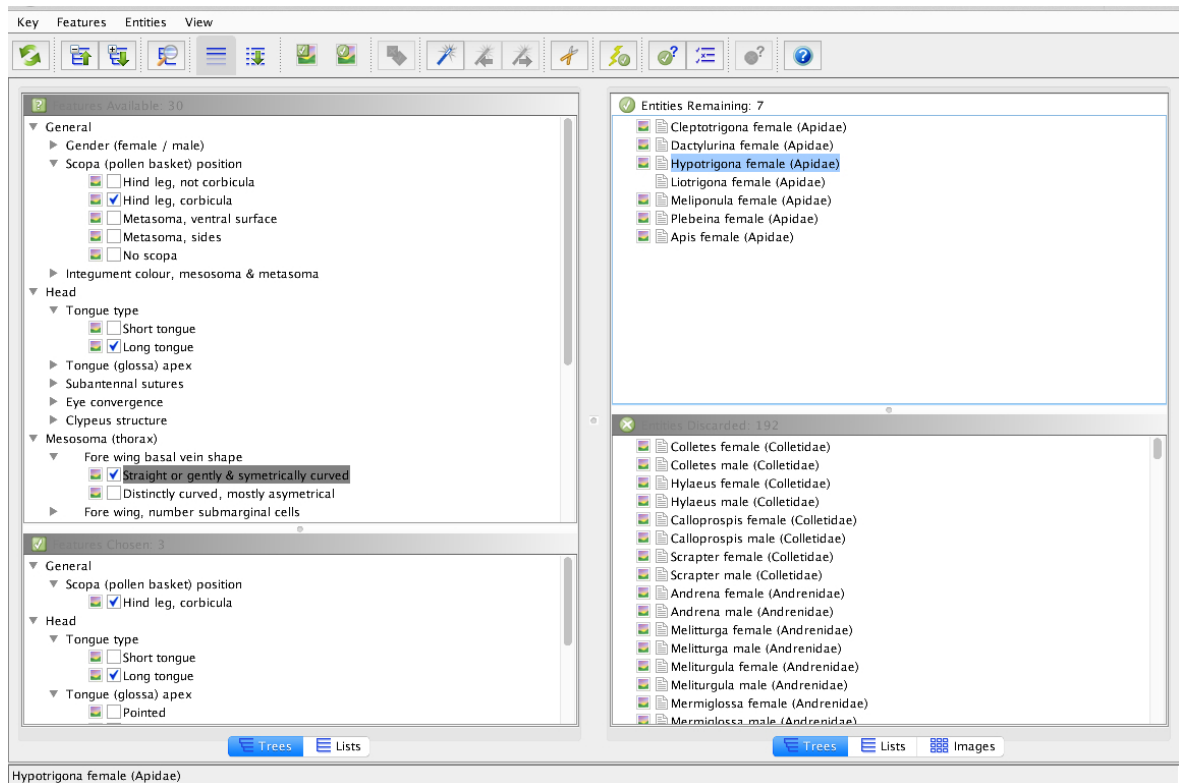 Key Features Entities View
Features Available: 30
General
Gender (female / male)
Scopa (pollen basket) position
Hind leg, not corbicula
Hind leg, corbicula
Metasoma, ventral surface
Metasoma, sides
No scopa
Integument colour, mesosoma & metasoma
Head
Tongue type
Short tongue
Long tongue
Tongue (glossa) apex
Subantennal sutures
Eye convergence
Clypeus structure
Mesosoma (thorax)
Fore wing basal vein shape
Straight or gently & symetrically curved
Distinctly curved, mostly asymetrical
Fore wing, number submarginal cells
Features Chosen: 3
General
Scopa (pollen basket) position
Hind leg, corbicula
Head
Tongue type
Short tongue
Long tongue
Tongue (glossa) apex
Pointed
Trees Lists
Entities Remaining: 7
Cleptotrigona female (Apidae)
Dactylurina female (Apidae)
Hypotrigona female (Apidae)
Liotrigona female (Apidae)
Meliponula female (Apidae)
Plebeina female (Apidae)
Apis female (Apidae)
Entities Discarded: 192
Colletes female (Colletidae)
Colletes male (Colletidae)
Hylaeus female (Colletidae)
Hylaeus male (Colletidae)
Calloprospis female (Colletidae)
Calloprospis male (Colletidae)
Scrapter female (Colletidae)
Scrapter male (Colletidae)
Andrena female (Andrenidae)
Andrena male (Andrenidae)
Melitturga female (Andrenidae)
Melitturga male (Andrenidae)
Meliturgula female (Andrenidae)
Meliturgula male (Andrenidae)
Mermiglossa female (Andrenidae)
Mermiglossa male (Andrenidae)
Trees Lists Images
Hypotrigona female (Apidae)